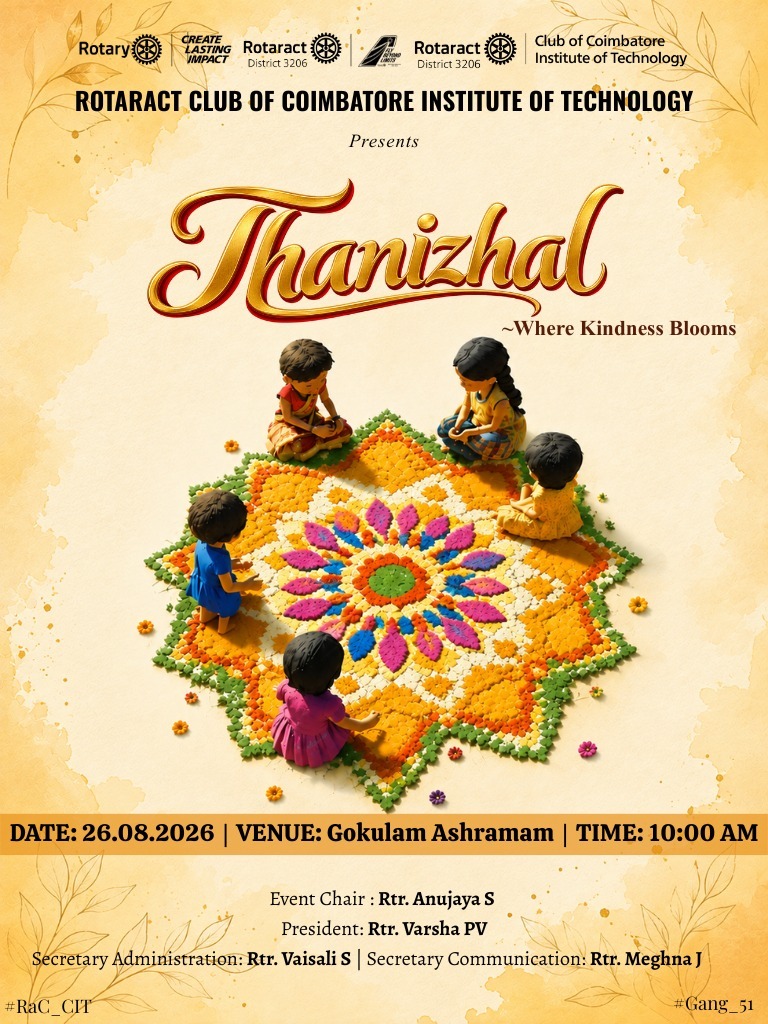 Rotary | CREATE LASTING IMPACT | Rotaract District 3206 | FLY BEYOND LIMITS | Rotaract District 3206 | Club of Coimbatore Institute of Technology
ROTARACT CLUB OF COIMBATORE INSTITUTE OF TECHNOLOGY
Presents
Thanizhal
~Where Kindness Blooms
DATE: 26.08.2026 | VENUE: Gokulam Ashramam | TIME: 10:00 AM
Event Chair : Rtr. Anujaya S
President: Rtr. Varsha PV
Secretary Administration: Rtr. Vaisali S | Secretary Communication: Rtr. Meghna J
#RaC_CIT
#Gang_51